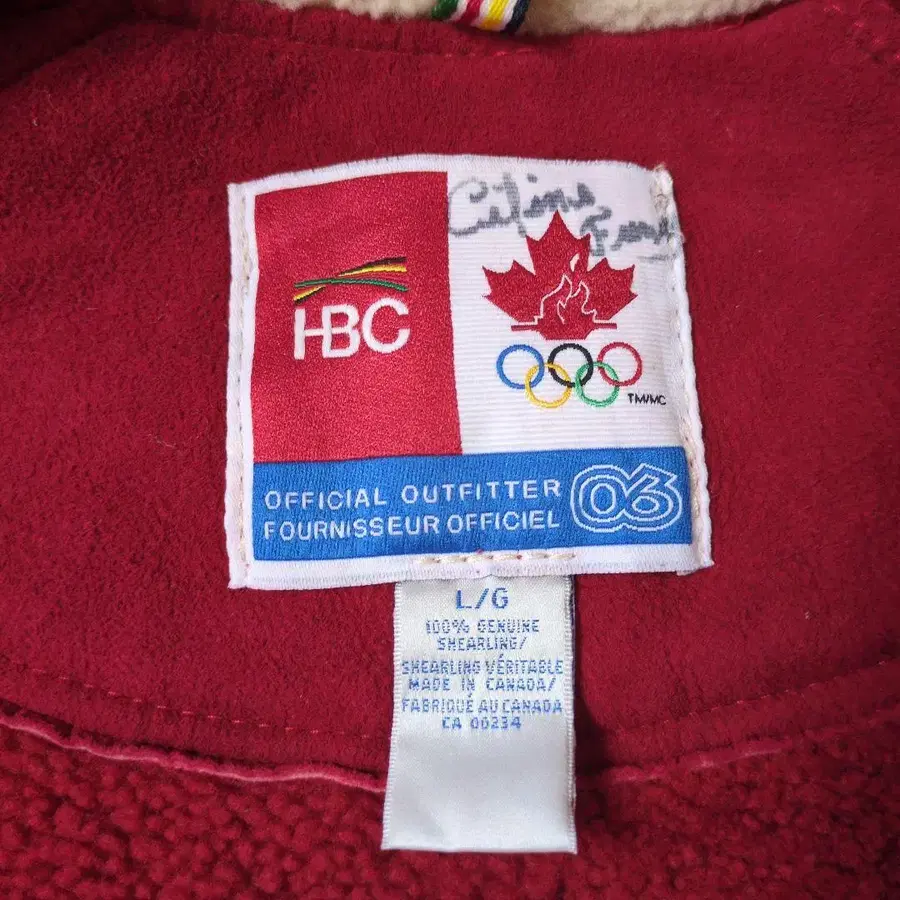 HBC
TM/MC
OFFICIAL OUTFITTER
FOURNISSEUR OFFICIEL
06
L/G
100% GENUINE
SHEARLING/
SHEARLING VÉRITABLE
MADE IN CANADA/
FABRIQUÉ AU CANADA
CA 00234